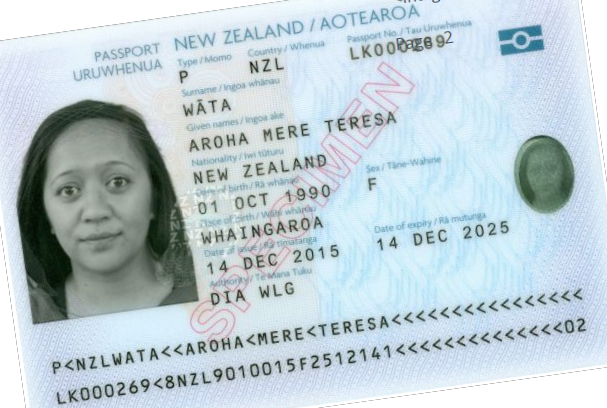 PASSPORT
URUWHENUA
NEW ZEALAND / AOTEAROA
Type / Momo Country / Whenua Passport No. / Tau Uruwhenua
P NZL LK000269
Page 2
Surname / Ingoa whānau
WĀTA
Given names / Ingoa ake
AROHA MERE TERESA
Nationality / Iwi tūturu
NEW ZEALAND
Sex / Tāne-Wahine
F
Date of birth / Rā whānau
01 OCT 1990
Place of birth / Wāhi whānau
WHAINGAROA
Date of issue / Rā timatanga
14 DEC 2015
Date of expiry / Rā mutunga
14 DEC 2025
Authority / Te Mana Tuku
DIA WLG
SPECIMEN
P<NZLWATA<<AROHA<MERE<TERESA<<<<<<<<<<<<<<<<
LK000269<8NZL9010015F2512141<<<<<<<<<<<<<<02